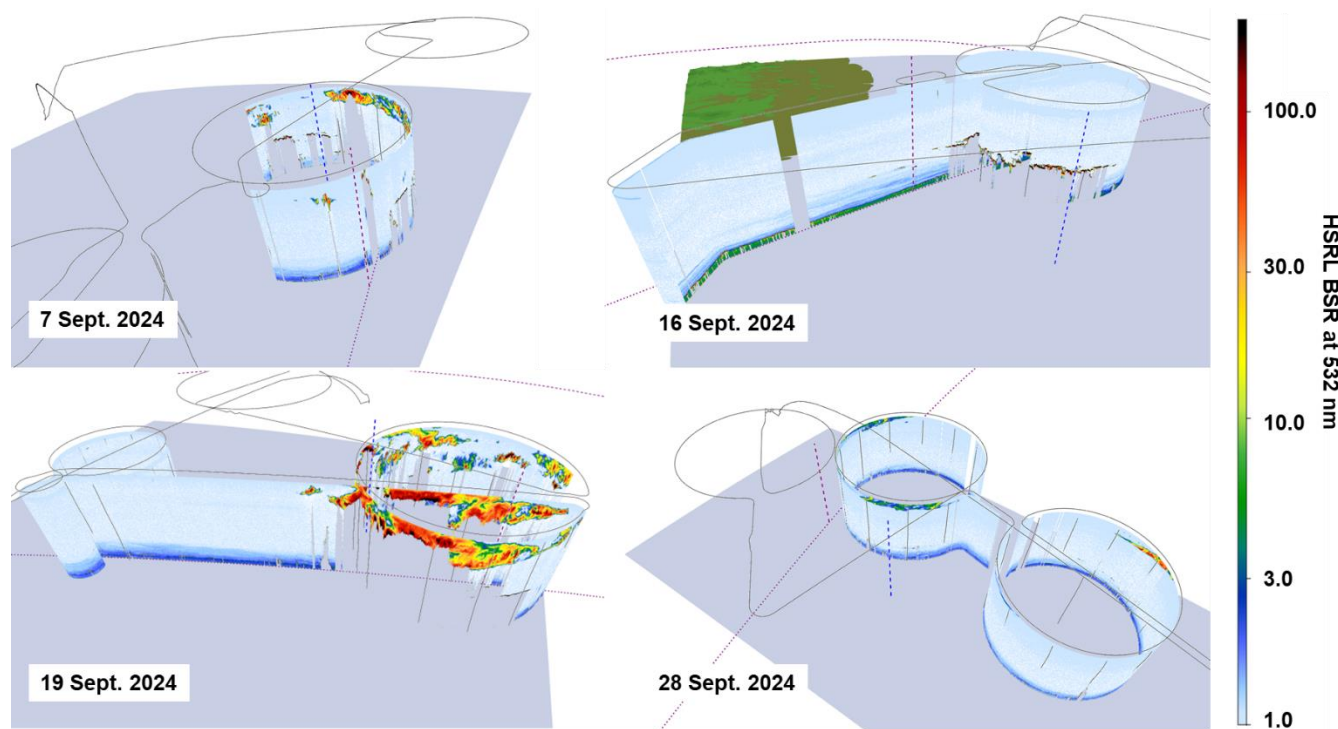 7 Sept. 2024
16 Sept. 2024
19 Sept. 2024
28 Sept. 2024
100.0
30.0
10.0
3.0
1.0
HSRL BSR at 532 nm